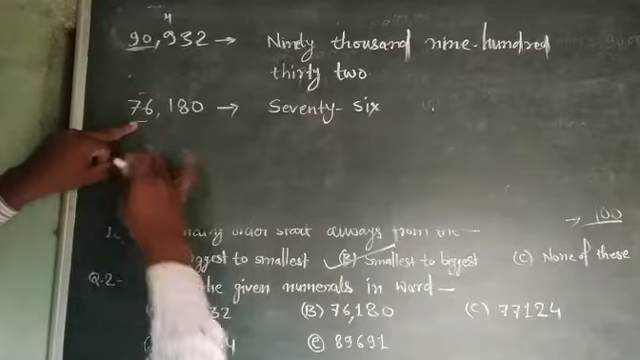 4
90,932 → Ninety thousand nine hundred
thirty two
76,180 → Seventy- six
→ 100
order start always from the —
to smallest (B) smallest to biggest (C) None of these
Q.2- the given numerals in word —
32 (B) 76,180 (C) 77124
4 (e) 89691